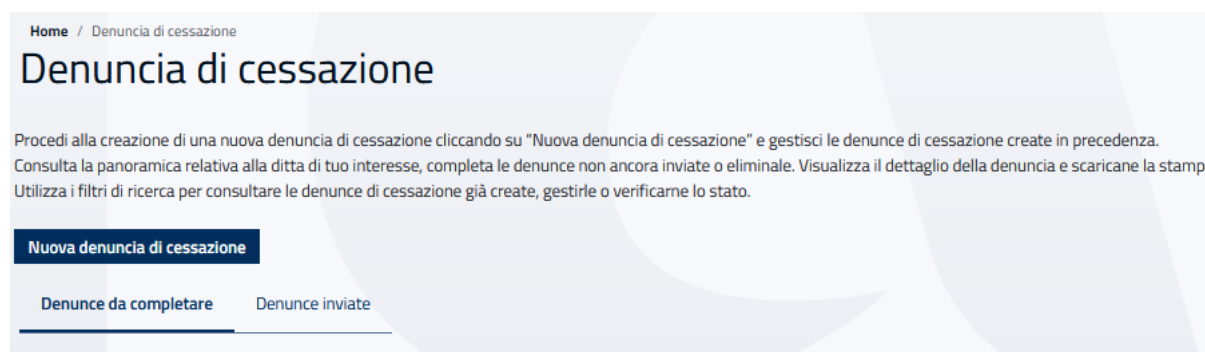 Home / Denuncia di cessazione
Denuncia di cessazione
Procedi alla creazione di una nuova denuncia di cessazione cliccando su "Nuova denuncia di cessazione" e gestisci le denunce di cessazione create in precedenza.
Consulta la panoramica relativa alla ditta di tuo interesse, completa le denunce non ancora inviate o eliminale. Visualizza il dettaglio della denuncia e scaricane la stamp
Utilizza i filtri di ricerca per consultare le denunce di cessazione già create, gestirle o verificarne lo stato.
Nuova denuncia di cessazione
Denunce da completare Denunce inviate